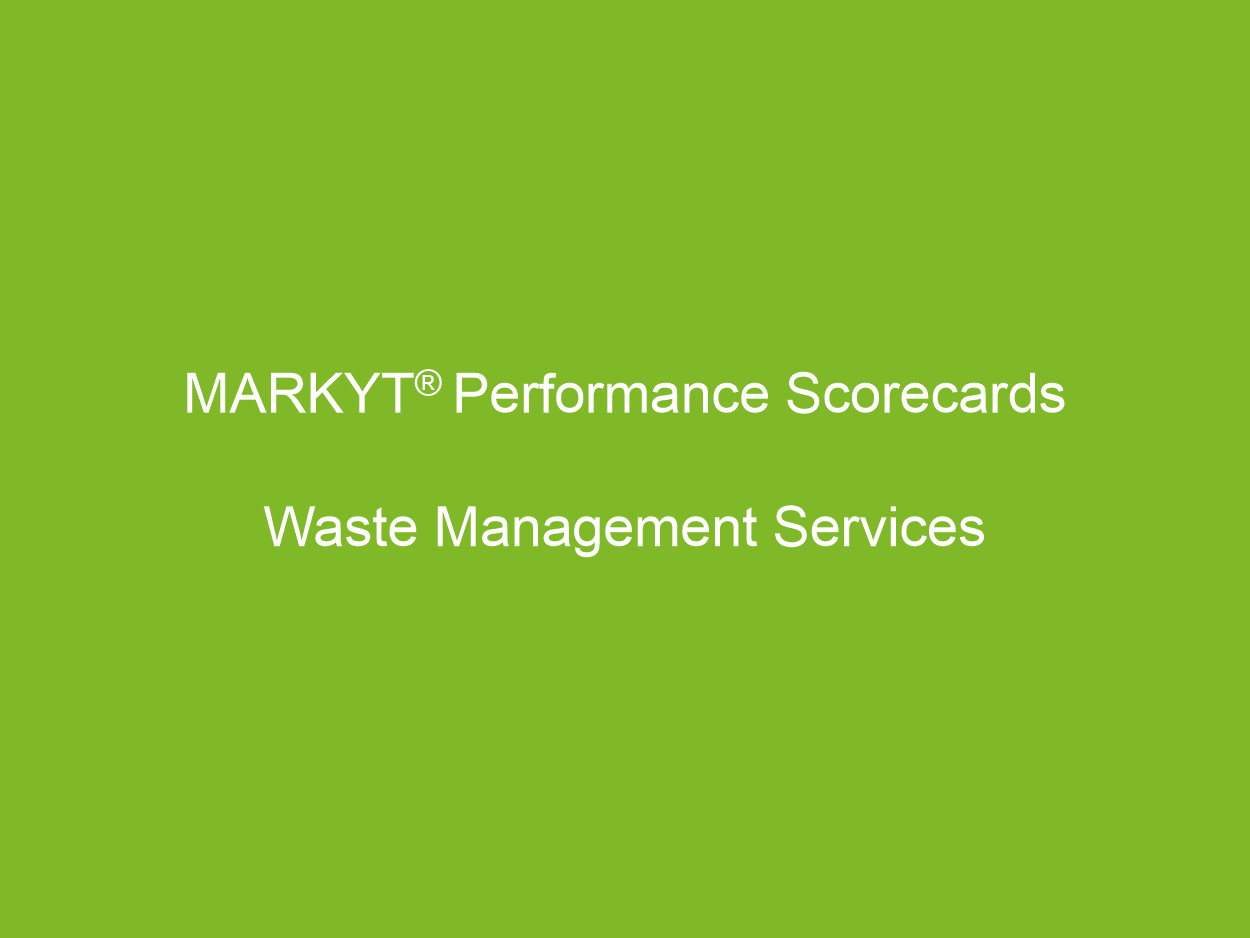 MARKYT® Performance Scorecards
Waste Management Services